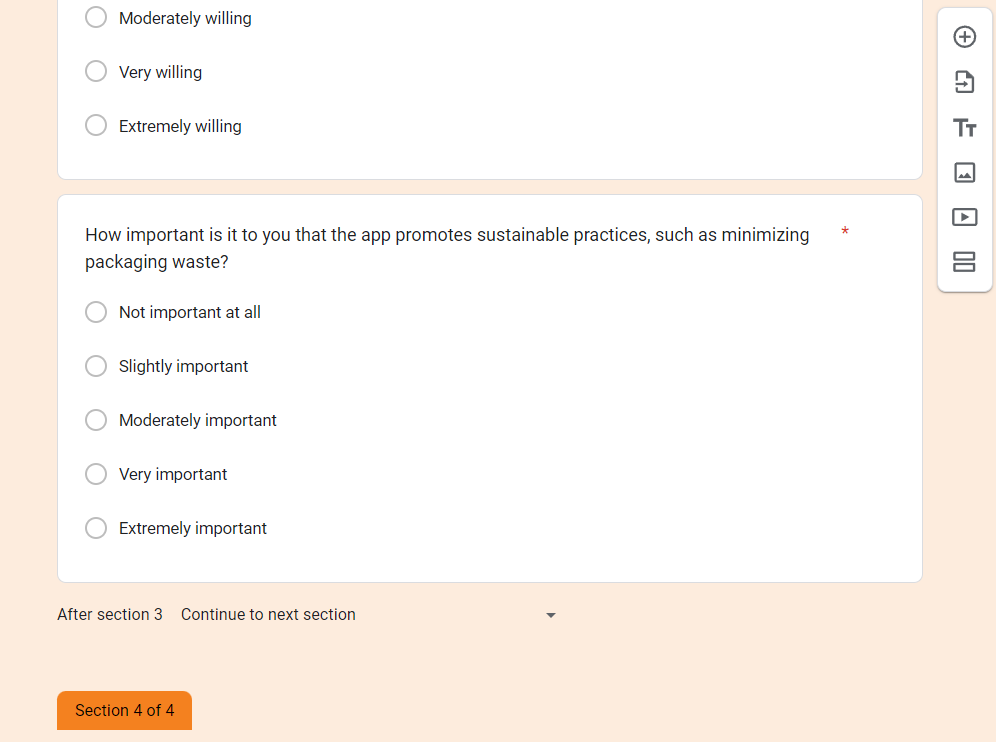 Moderately willing
Very willing
Extremely willing
How important is it to you that the app promotes sustainable practices, such as minimizing *
packaging waste?
Not important at all
Slightly important
Moderately important
Very important
Extremely important
After section 3 Continue to next section
Section 4 of 4